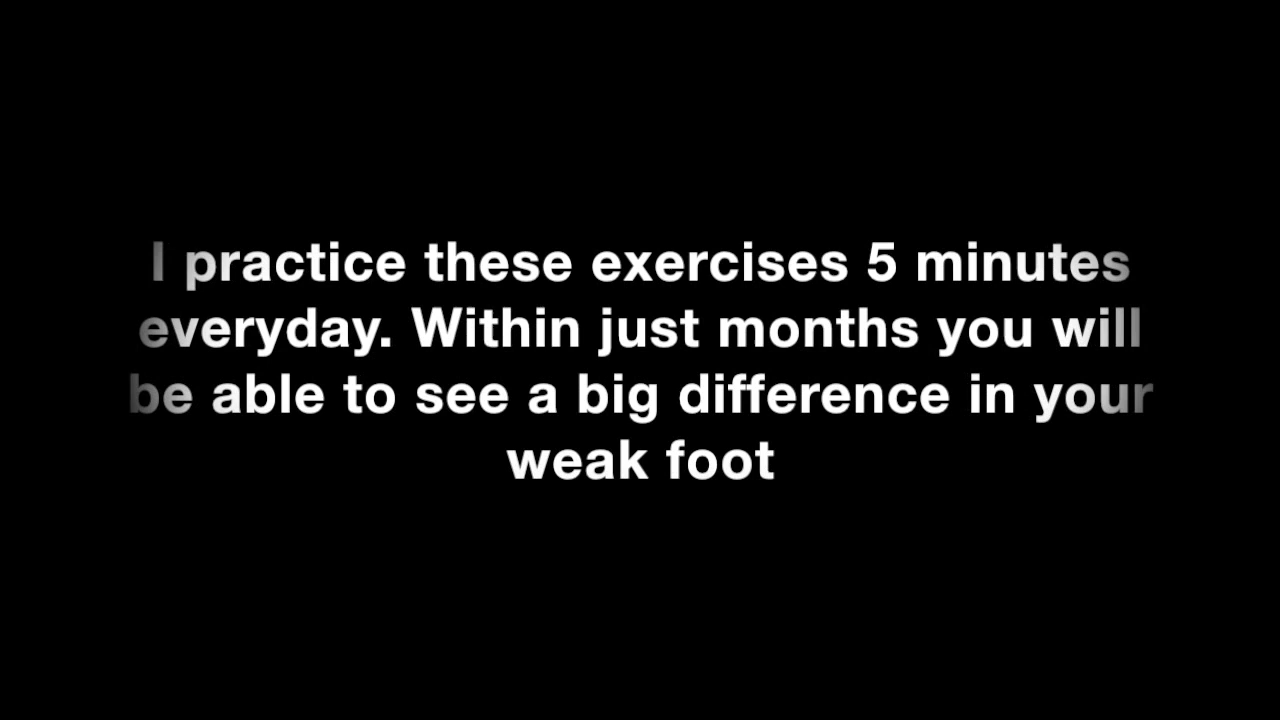 I practice these exercises 5 minutes
everyday. Within just months you will
be able to see a big difference in your
weak foot